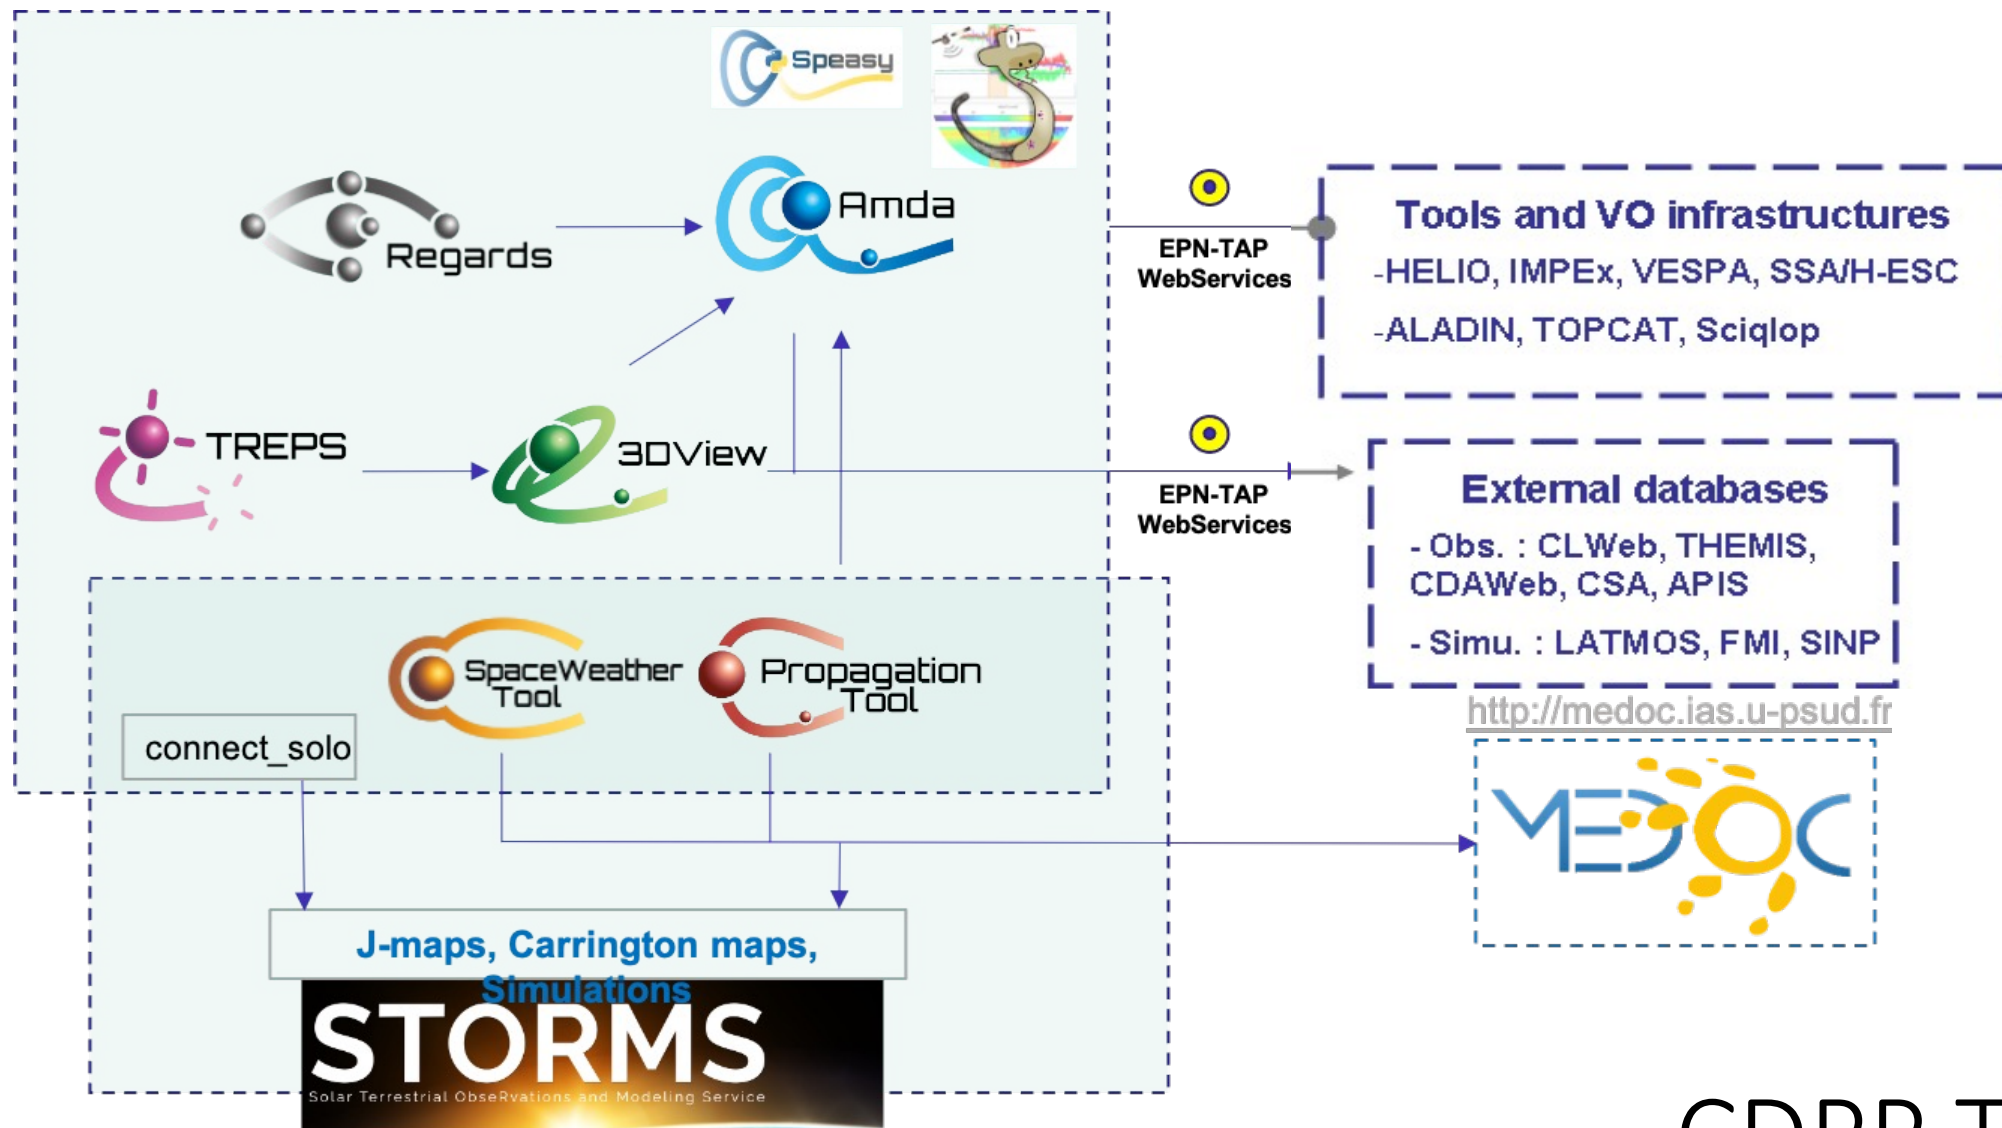 Speasy
Regards
Amda
EPN-TAP
WebServices
Tools and VO infrastructures
-HELIO, IMPEx, VESPA, SSA/H-ESC
-ALADIN, TOPCAT, Sciqlop
TREPS
3DView
EPN-TAP
WebServices
External databases
- Obs. : CLWeb, THEMIS,
CDAWeb, CSA, APIS
- Simu. : LATMOS, FMI, SINP
http://medoc.ias.u-psud.fr
MEDOC
SpaceWeather
Tool
Propagation
Tool
connect_solo
J-maps, Carrington maps,
Simulations
STORMS
Solar Terrestrial ObseRvations and Modeling Service
CDPP T